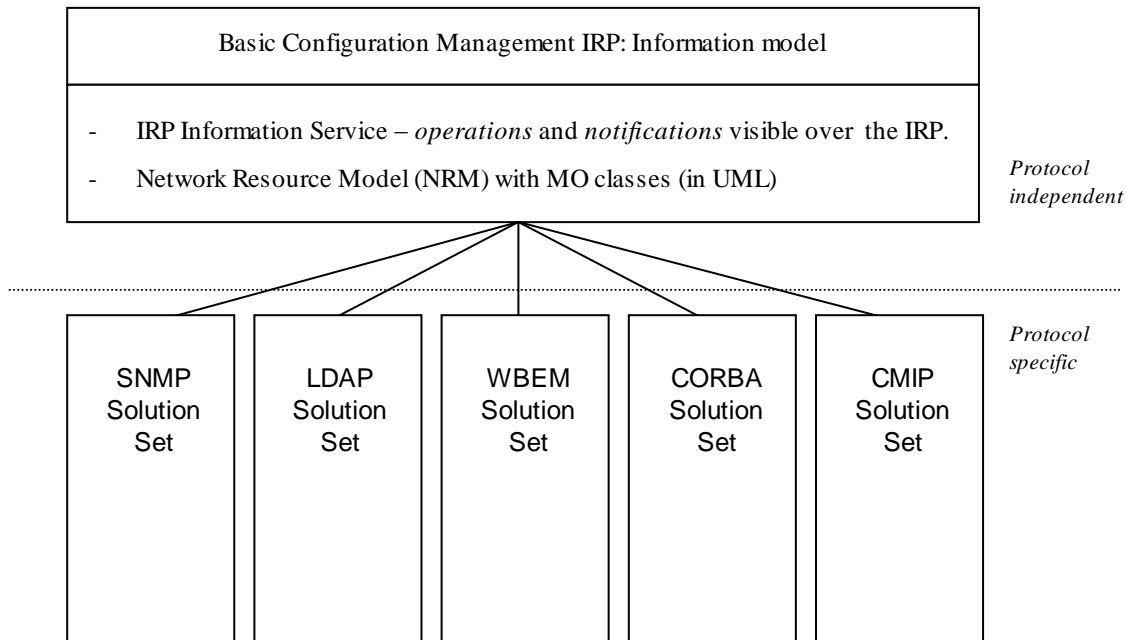 Basic Configuration Management IRP: Information model
- IRP Information Service – operations and notifications visible over the IRP.
- Network Resource Model (NRM) with MO classes (in UML)
Protocol
independent
Protocol
specific
SNMP
Solution
Set
LDAP
Solution
Set
WBEM
Solution
Set
CORBA
Solution
Set
CMIP
Solution
Set